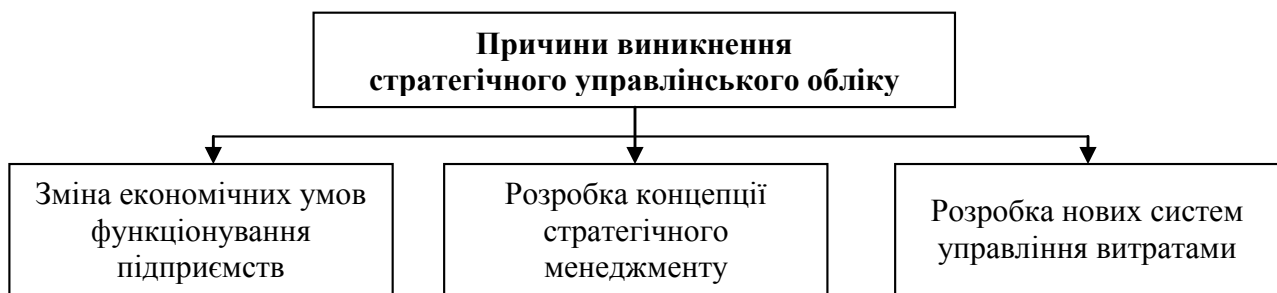 Причини виникнення
стратегічного управлінського обліку
Зміна економічних умов
функціонування
підприємств
Розробка концепції
стратегічного
менеджменту
Розробка нових систем
управління витратами